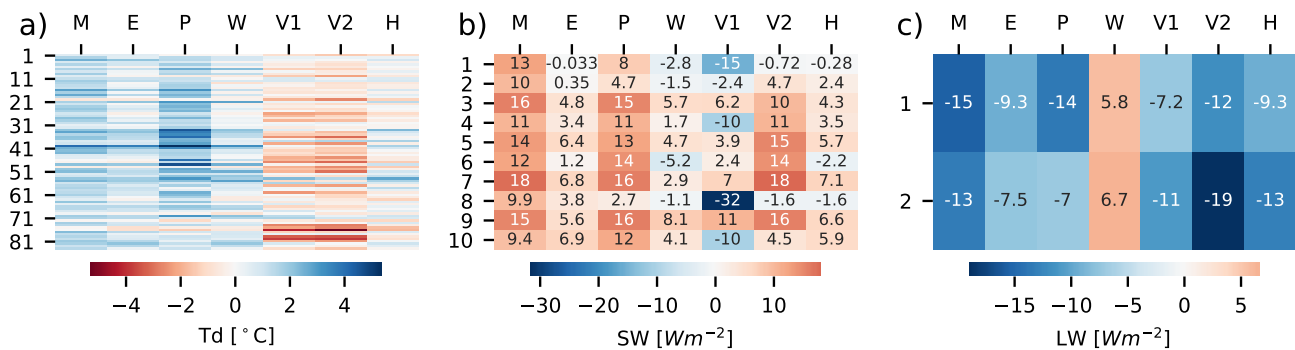 a)
M E P W V1 V2 H
1
11
21
31
41
51
61
71
81
−4 −2 0 2 4
Td [ °C]
b)
M E P W V1 V2 H
1 13 -0.033 8 -2.8 -15 -0.72 -0.28
2 10 0.35 4.7 -1.5 -2.4 4.7 2.4
3 16 4.8 15 5.7 6.2 10 4.3
4 11 3.4 11 1.7 -10 11 3.5
5 14 6.4 13 4.7 3.9 15 5.7
6 12 1.2 14 -5.2 2.4 14 -2.2
7 18 6.8 16 2.9 7 18 7.1
8 9.9 3.8 2.7 -1.1 -32 -1.6 -1.6
9 15 5.6 16 8.1 11 16 6.6
10 9.4 6.9 12 4.1 -10 4.5 5.9
−30 −20 −10 0 10
SW [Wm⁻²]
c)
M E P W V1 V2 H
1 -15 -9.3 -14 5.8 -7.2 -12 -9.3
2 -13 -7.5 -7 6.7 -11 -19 -13
−15 −10 −5 0 5
LW [Wm⁻²]